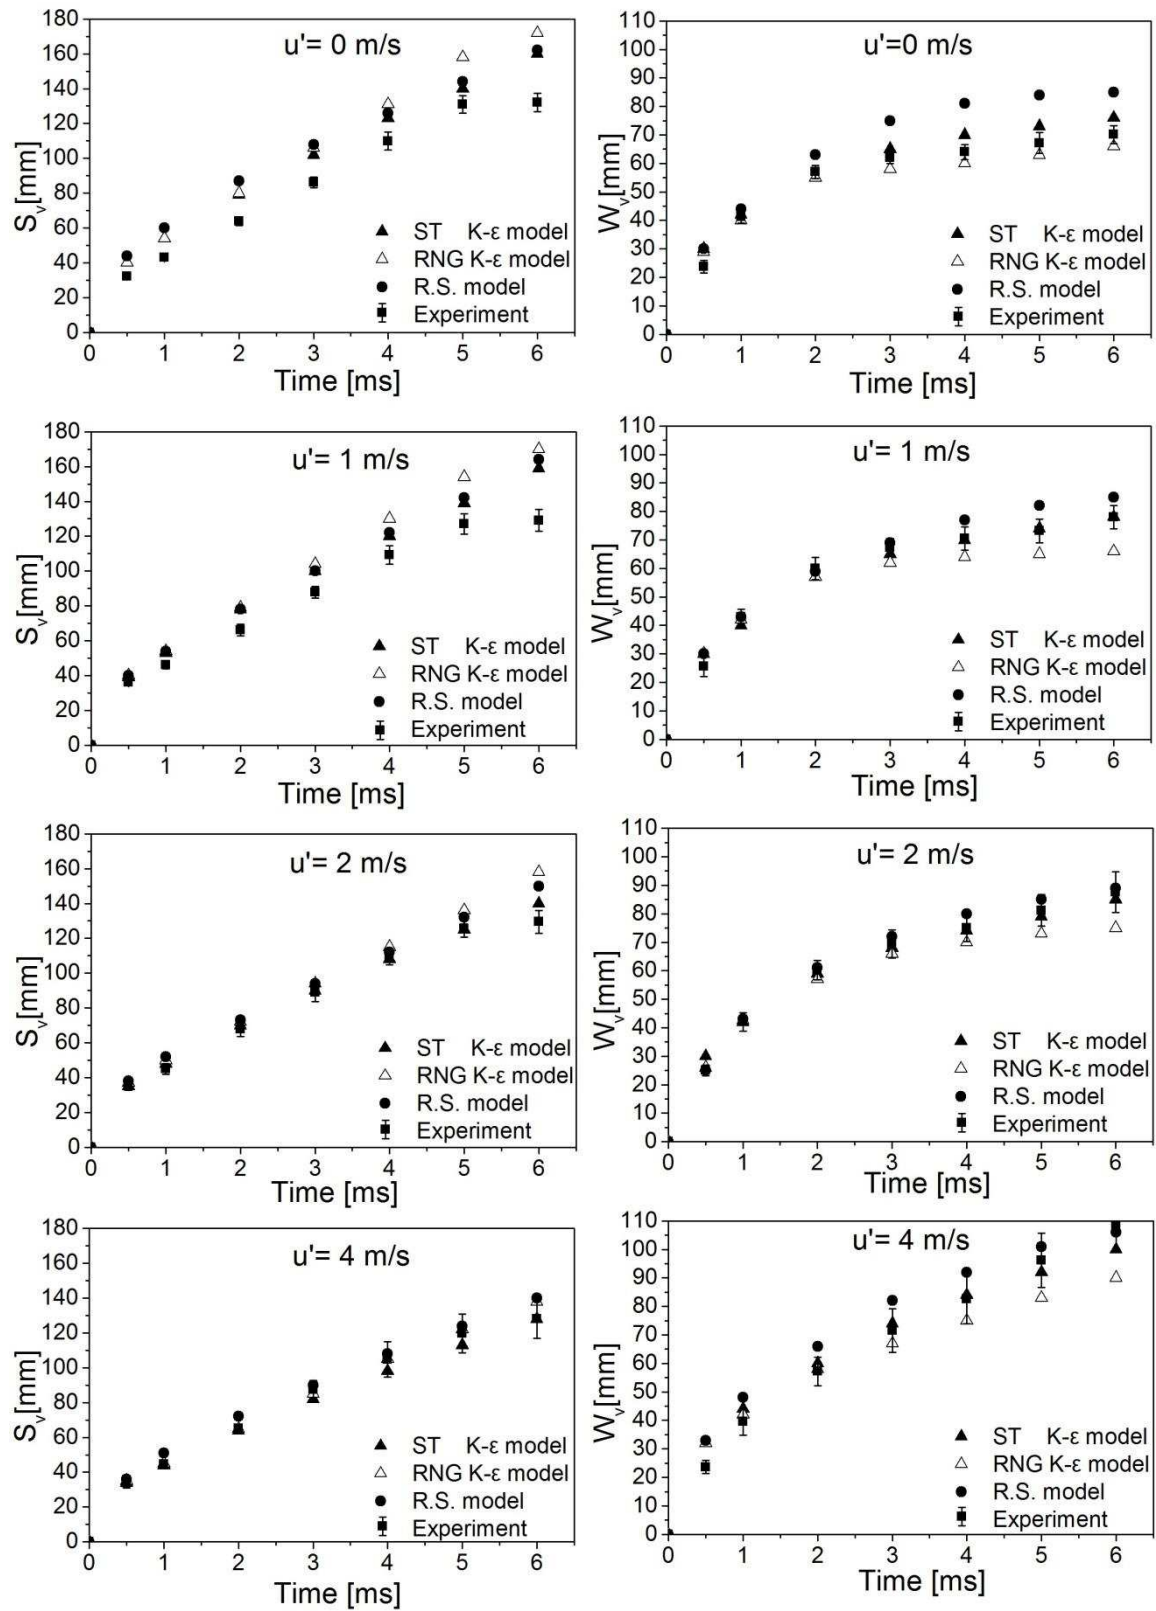 180
160
140
120
100
80
60
40
20
0
Sv[mm]
u'= 0 m/s
▲ ST K-ε model
△ RNG K-ε model
● R.S. model
Experiment
0 1 2 3 4 5 6
Time [ms]
110
100
90
80
70
60
50
40
30
20
10
0
Wv[mm]
u'=0 m/s
▲ ST K-ε model
△ RNG K-ε model
● R.S. model
Experiment
0 1 2 3 4 5 6
Time [ms]
180
160
140
120
100
80
60
40
20
0
Sv[mm]
u'= 1 m/s
▲ ST K-ε model
△ RNG K-ε model
● R.S. model
Experiment
0 1 2 3 4 5 6
Time [ms]
110
100
90
80
70
60
50
40
30
20
10
0
Wv[mm]
u'= 1 m/s
▲ ST K-ε model
△ RNG K-ε model
● R.S. model
Experiment
0 1 2 3 4 5 6
Time [ms]
180
160
140
120
100
80
60
40
20
0
Sv[mm]
u'= 2 m/s
▲ ST K-ε model
△ RNG K-ε model
● R.S. model
Experiment
0 1 2 3 4 5 6
Time [ms]
110
100
90
80
70
60
50
40
30
20
10
0
Wv[mm]
u'= 2 m/s
▲ ST K-ε model
△ RNG K-ε model
● R.S. model
Experiment
0 1 2 3 4 5 6
Time [ms]
180
160
140
120
100
80
60
40
20
0
Sv[mm]
u'= 4 m/s
▲ ST K-ε model
△ RNG K-ε model
● R.S. model
Experiment
0 1 2 3 4 5 6
Time [ms]
110
100
90
80
70
60
50
40
30
20
10
0
Wv[mm]
u'= 4 m/s
▲ ST K-ε model
△ RNG K-ε model
● R.S. model
Experiment
0 1 2 3 4 5 6
Time [ms]